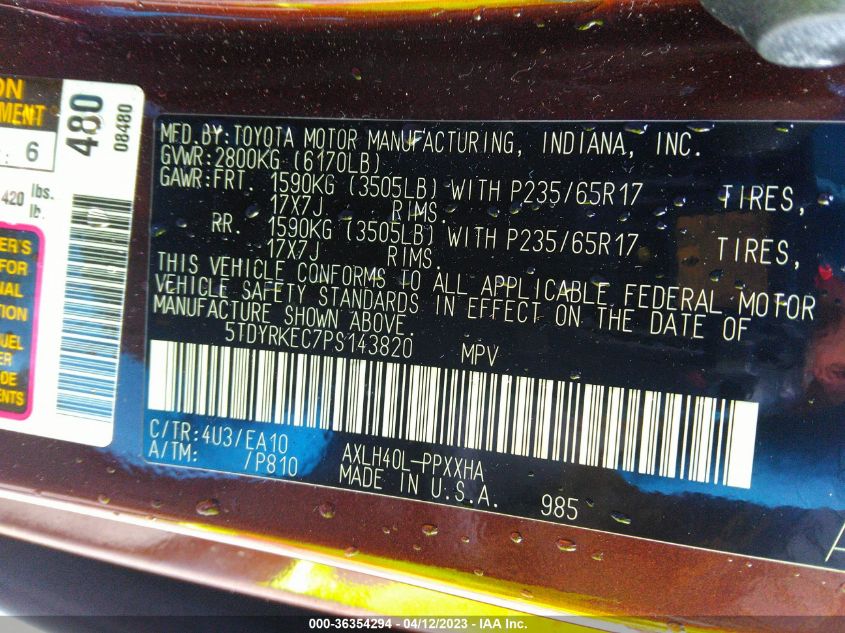 ON
MENT
: 6
420 lbs.
lb.
480
08480
ER'S
FOR
NAL
TION
UEL
ER
DE
ENTS
MFD.BY:TOYOTA MOTOR MANUFACTURING, INDIANA, INC.
GVWR:2800KG (6170LB)
GAWR:FRT. 1590KG (3505LB) WITH P235/65R17 TIRES,
17X7J RIMS.
RR. 1590KG (3505LB) WITH P235/65R17 TIRES,
17X7J RIMS.
THIS VEHICLE CONFORMS TO ALL APPLICABLE FEDERAL MOTOR
VEHICLE SAFETY STANDARDS IN EFFECT ON THE DATE OF
MANUFACTURE SHOWN ABOVE.
5TDYRKEC7PS143820 MPV
C/TR:4U3/EA10 AXLH40L-PPXXHA
A/TM: /P810 MADE IN U.S.A. 985
000-36354294 - 04/12/2023 - IAA Inc.